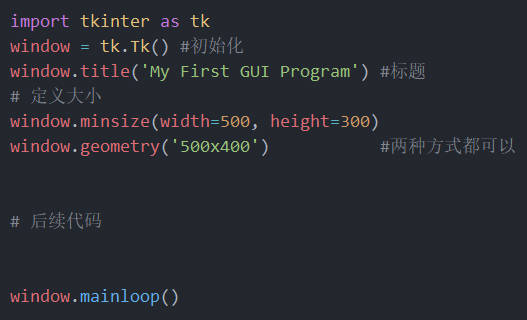 import tkinter as tk
window = tk.Tk() #初始化
window.title('My First GUI Program') #标题
# 定义大小
window.minsize(width=500, height=300)
window.geometry('500x400')           #两种方式都可以
# 后续代码
window.mainloop()